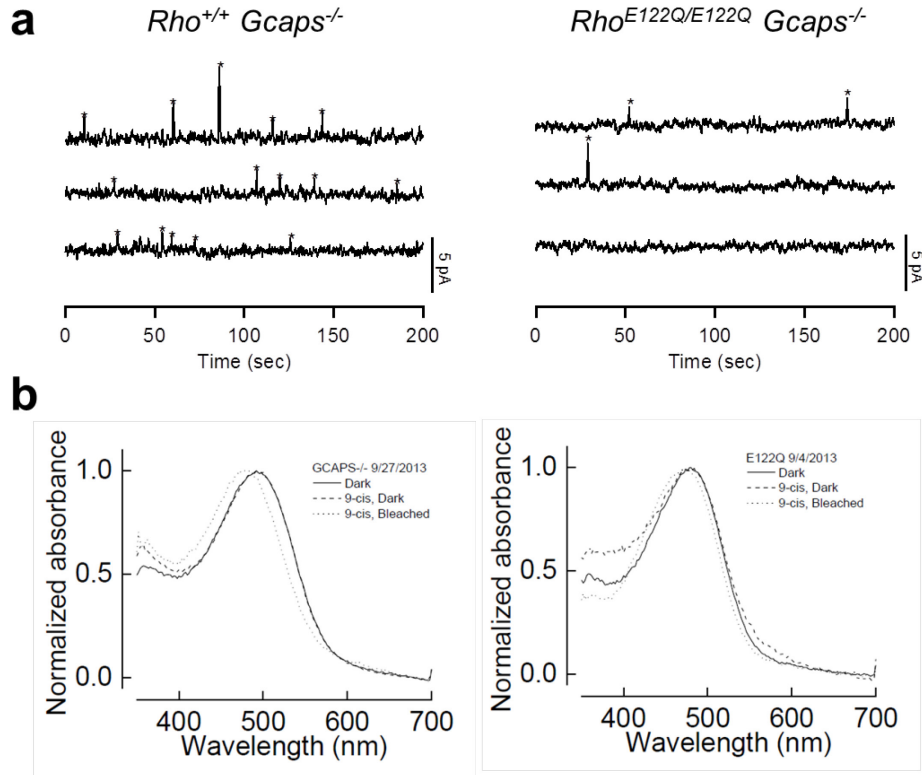 a
Rho+/+ Gcaps-/-
RhoE122Q/E122Q Gcaps-/-
* * * * *
* * * * *
* * * * *
5 pA
0 50 100 150 200
Time (sec)
* *
*
5 pA
0 50 100 150 200
Time (sec)
b
Normalized absorbance
1.0
0.5
0.0
GCAPS-/- 9/27/2013
Dark
9-cis, Dark
9-cis, Bleached
400 500 600 700
Wavelength (nm)
Normalized absorbance
1.0
0.5
0.0
E122Q 9/4/2013
Dark
9-cis, Dark
9-cis, Bleached
400 500 600 700
Wavelength (nm)